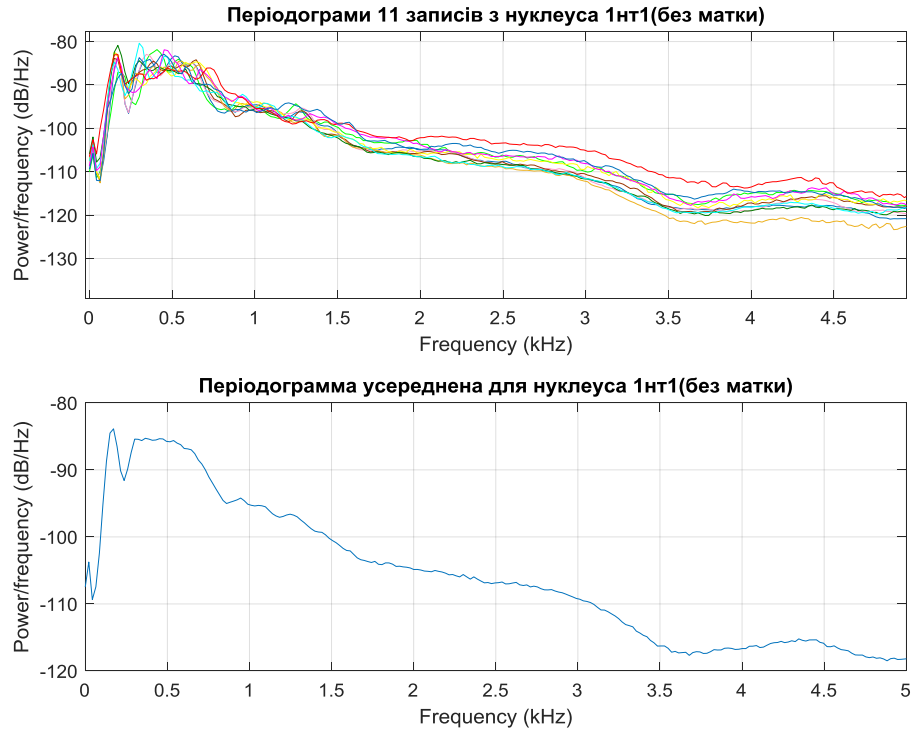 Періодограми 11 записів з нуклеуса 1нт1(без матки)
Power/frequency (dB/Hz)
-80
-90
-100
-110
-120
-130
0 0.5 1 1.5 2 2.5 3 3.5 4 4.5
Frequency (kHz)
Періодограмма усереднена для нуклеуса 1нт1(без матки)
Power/frequency (dB/Hz)
-80
-90
-100
-110
-120
0 0.5 1 1.5 2 2.5 3 3.5 4 4.5 5
Frequency (kHz)